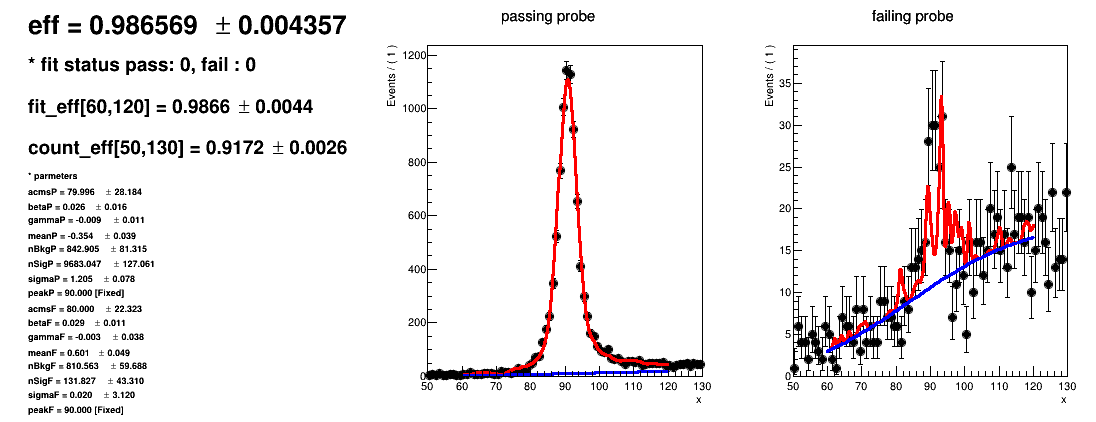 eff = 0.986569 ± 0.004357
* fit status pass: 0, fail : 0
fit_eff[60,120] = 0.9866 ± 0.0044
count_eff[50,130] = 0.9172 ± 0.0026
* parmeters
acmsP = 79.996 ± 28.184
betaP = 0.026 ± 0.016
gammaP = -0.009 ± 0.011
meanP = -0.354 ± 0.039
nBkgP = 842.905 ± 81.315
nSigP = 9683.047 ± 127.061
sigmaP = 1.205 ± 0.078
peakP = 90.000 [Fixed]
acmsF = 80.000 ± 22.323
betaF = 0.029 ± 0.011
gammaF = -0.003 ± 0.038
meanF = 0.601 ± 0.049
nBkgF = 810.563 ± 59.688
nSigF = 131.827 ± 43.310
sigmaF = 0.020 ± 3.120
peakF = 90.000 [Fixed]
passing probe
Events / ( 1 )
1200
1000
800
600
400
200
0
50 60 70 80 90 100 110 120 130
x
failing probe
Events / ( 1 )
35
30
25
20
15
10
5
0
50 60 70 80 90 100 110 120 130
x